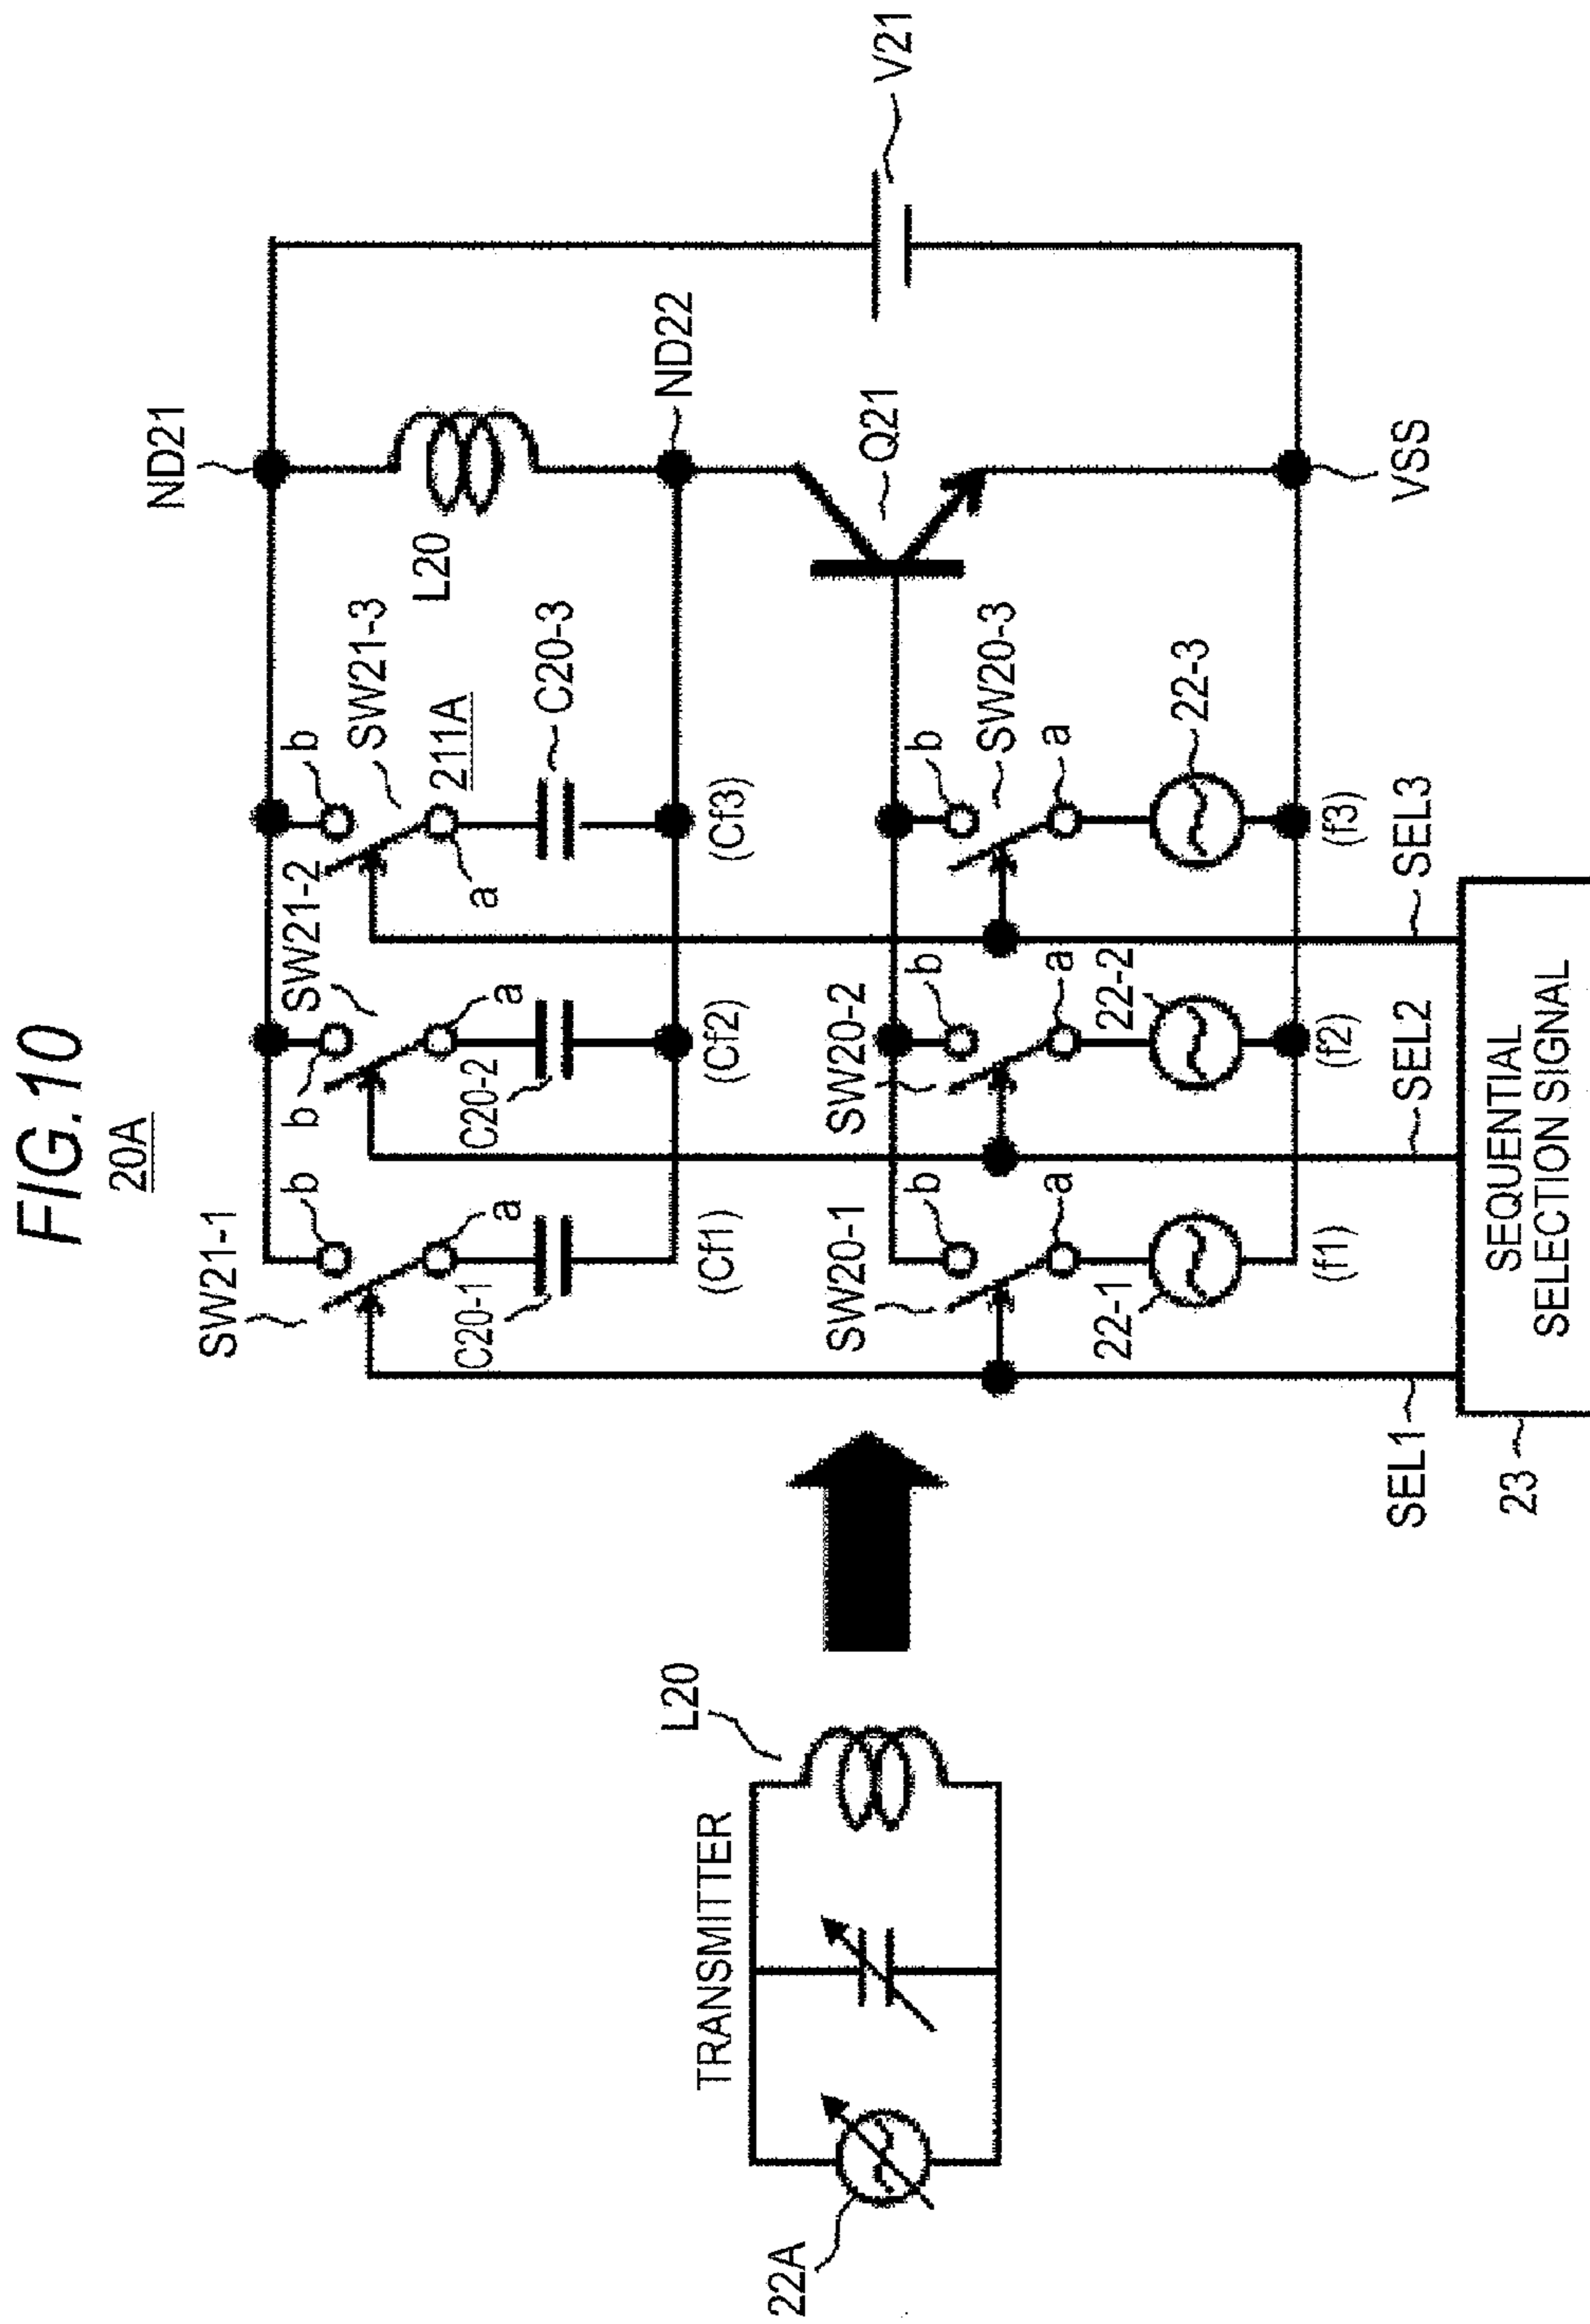 FIG.10
20A
ND21
SW21-1
b
a
C20-1
(Cf1)
SW21-2
b
a
C20-2
(Cf2)
SW21-3
b
211A
a
C20-3
(Cf3)
L20
ND22
V21
Q21
SW20-1
b
a
22-1
(f1)
SW20-2
b
a
22-2
(f2)
SW20-3
b
a
22-3
(f3)
VSS
SEL1
SEL2
SEL3
23
SEQUENTIAL
SELECTION SIGNAL
TRANSMITTER
L20
22A